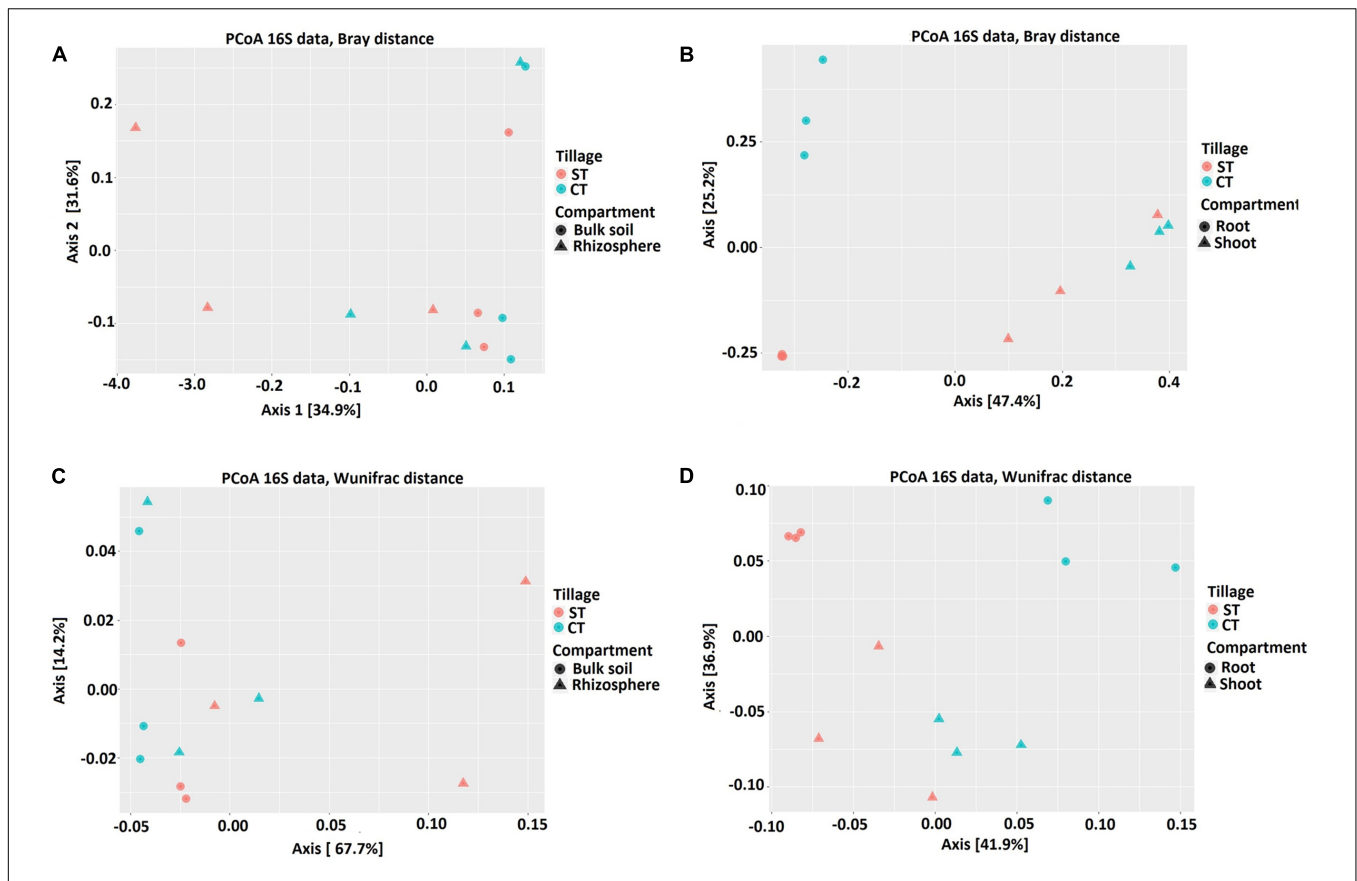 A
PCoA 16S data, Bray distance
0.2
0.1
0.0
-0.1
Axis 2 [31.6%]
-4.0 -3.0 -0.2 -0.1 0.0 0.1
Axis 1 [34.9%]
Tillage
ST
CT
Compartment
Bulk soil
Rhizosphere
B
PCoA 16S data, Bray distance
0.25
0.00
-0.25
Axis [25.2%]
-0.2 0.0 0.2 0.4
Axis [47.4%]
Tillage
ST
CT
Compartment
Root
Shoot
C
PCoA 16S data, Wunifrac distance
0.04
0.02
0.00
-0.02
Axis [14.2%]
-0.05 0.00 0.05 0.10 0.15
Axis [ 67.7%]
Tillage
ST
CT
Compartment
Bulk soil
Rhizosphere
D
PCoA 16S data, Wunifrac distance
0.10
0.05
0.00
-0.05
-0.10
Axis [36.9%]
-0.10 -0.05 0.00 0.05 0.10 0.15
Axis [41.9%]
Tillage
ST
CT
Compartment
Root
Shoot